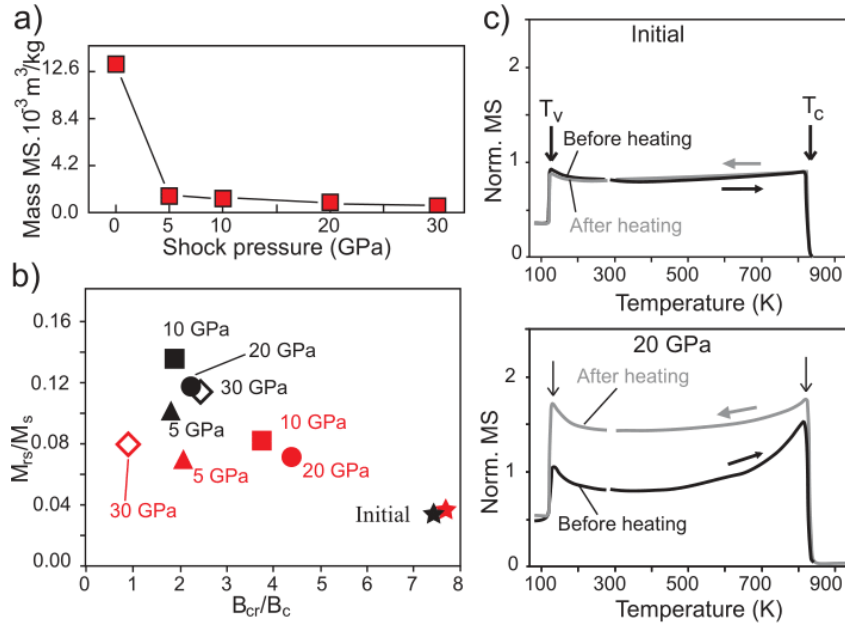 a)
Mass MS.10⁻³ m³/kg
12.6
8.4
4.2
0.0
0 5 10 20 30
Shock pressure (GPa)
b)
Mrs/Ms
0.16
0.12
0.08
0.04
0.00
10 GPa
20 GPa
30 GPa
5 GPa
10 GPa
5 GPa
20 GPa
30 GPa
Initial
0 1 2 3 4 5 6 7 8
Bcr/Bc
c)
Initial
Norm. MS
2
1
0
Tv
Tc
Before heating
After heating
100 300 500 700 900
Temperature (K)
20 GPa
Norm. MS
2
1
0
After heating
Before heating
100 300 500 700 900
Temperature (K)